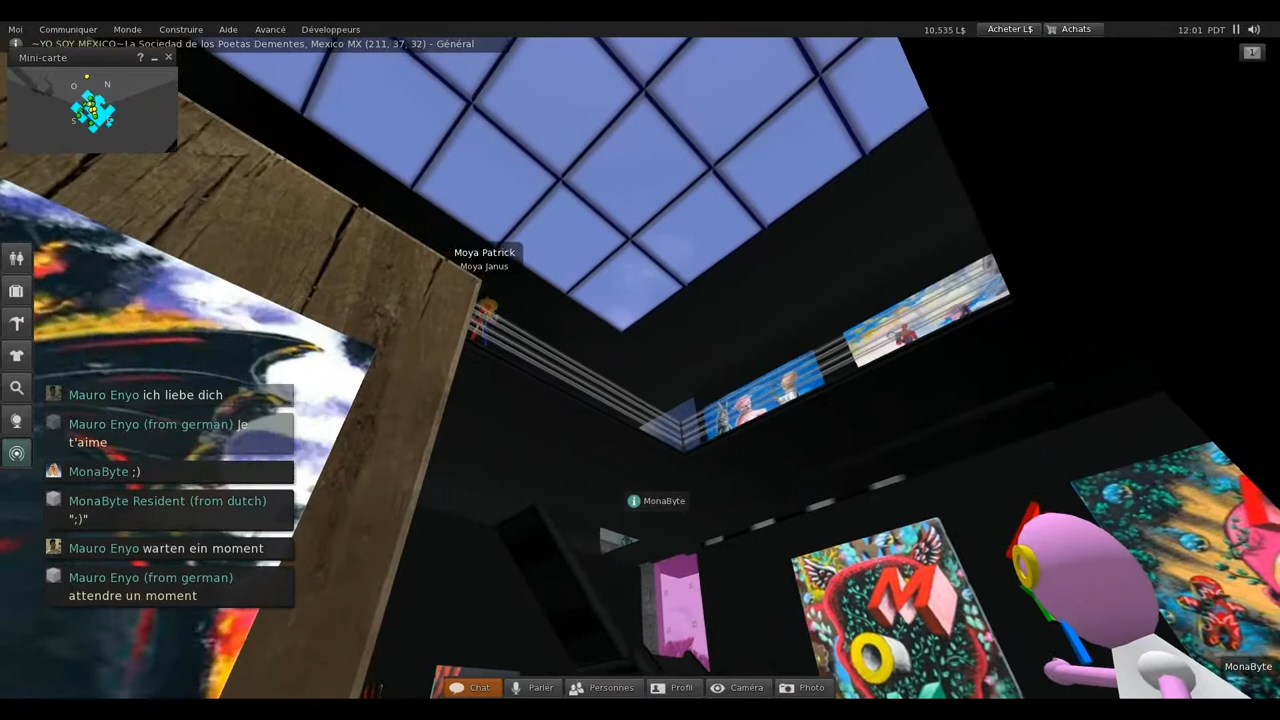 Moi Communiquer Monde Construire Aide Avancé Développeurs 10,535 L$ Acheter L$ Achats 12:01 PDT
~YO SOY MEXICO~La Sociedad de los Poetas Dementes, Mexico MX (211, 37, 32) - Général
1
Mini-carte ? _ ×
O N
S E
Moya Patrick
Moya Janus
Mauro Enyo ich liebe dich
Mauro Enyo (from german) Je
t'aime
MonaByte ;)
MonaByte Resident (from dutch)
";)"
Mauro Enyo warten ein moment
Mauro Enyo (from german)
attendre un moment
MonaByte
M
MonaByte
Chat Parler Personnes Profil Caméra Photo